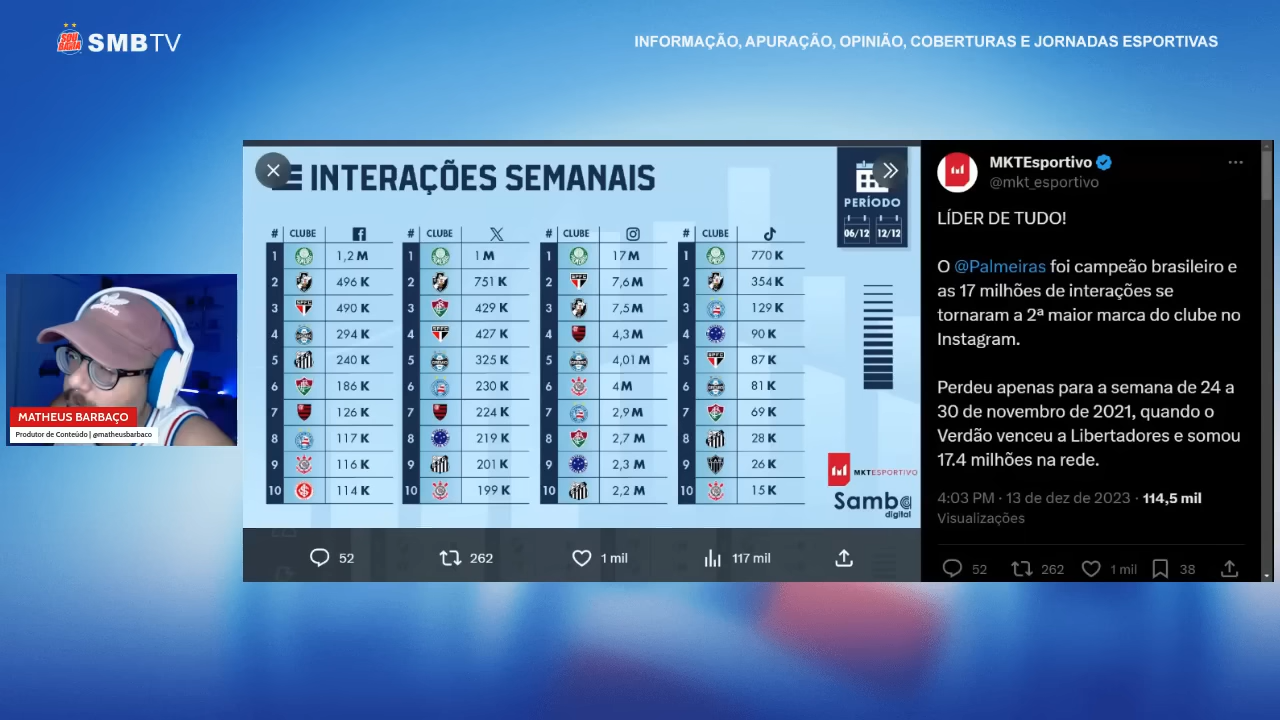 SMBTV
INFORMAÇÃO, APURAÇÃO, OPINIÃO, COBERTURAS E JORNADAS ESPORTIVAS
INTERAÇÕES SEMANAIS
PERÍODO
06/12 12/12
# CLUBE
1 1,2 M
2 496 K
3 490 K
4 294 K
5 240 K
6 186 K
7 126 K
8 117 K
9 116 K
10 114 K
# CLUBE
1 1 M
2 751 K
3 429 K
4 427 K
5 325 K
6 230 K
7 224 K
8 219 K
9 201 K
10 199 K
# CLUBE
1 17 M
2 7,6 M
3 7,5 M
4 4,3 M
5 4,01 M
6 4 M
7 2,9 M
8 2,7 M
9 2,3 M
10 2,2 M
# CLUBE
1 770 K
2 354 K
3 129 K
4 90 K
5 87 K
6 81 K
7 69 K
8 28 K
9 26 K
10 15 K
MKTESPORTIVO
Samba
digital
52 262 1 mil 117 mil
MKTEsportivo
@mkt_esportivo
LÍDER DE TUDO!
O @Palmeiras foi campeão brasileiro e
as 17 milhões de interações se
tornaram a 2ª maior marca do clube no
Instagram.
Perdeu apenas para a semana de 24 a
30 de novembro de 2021, quando o
Verdão venceu a Libertadores e somou
17.4 milhões na rede.
4:03 PM · 13 de dez de 2023 · 114,5 mil
Visualizações
52 262 1 mil 38
MATHEUS BARBAÇO
Produtor de Conteúdo | @matheusbarbaco